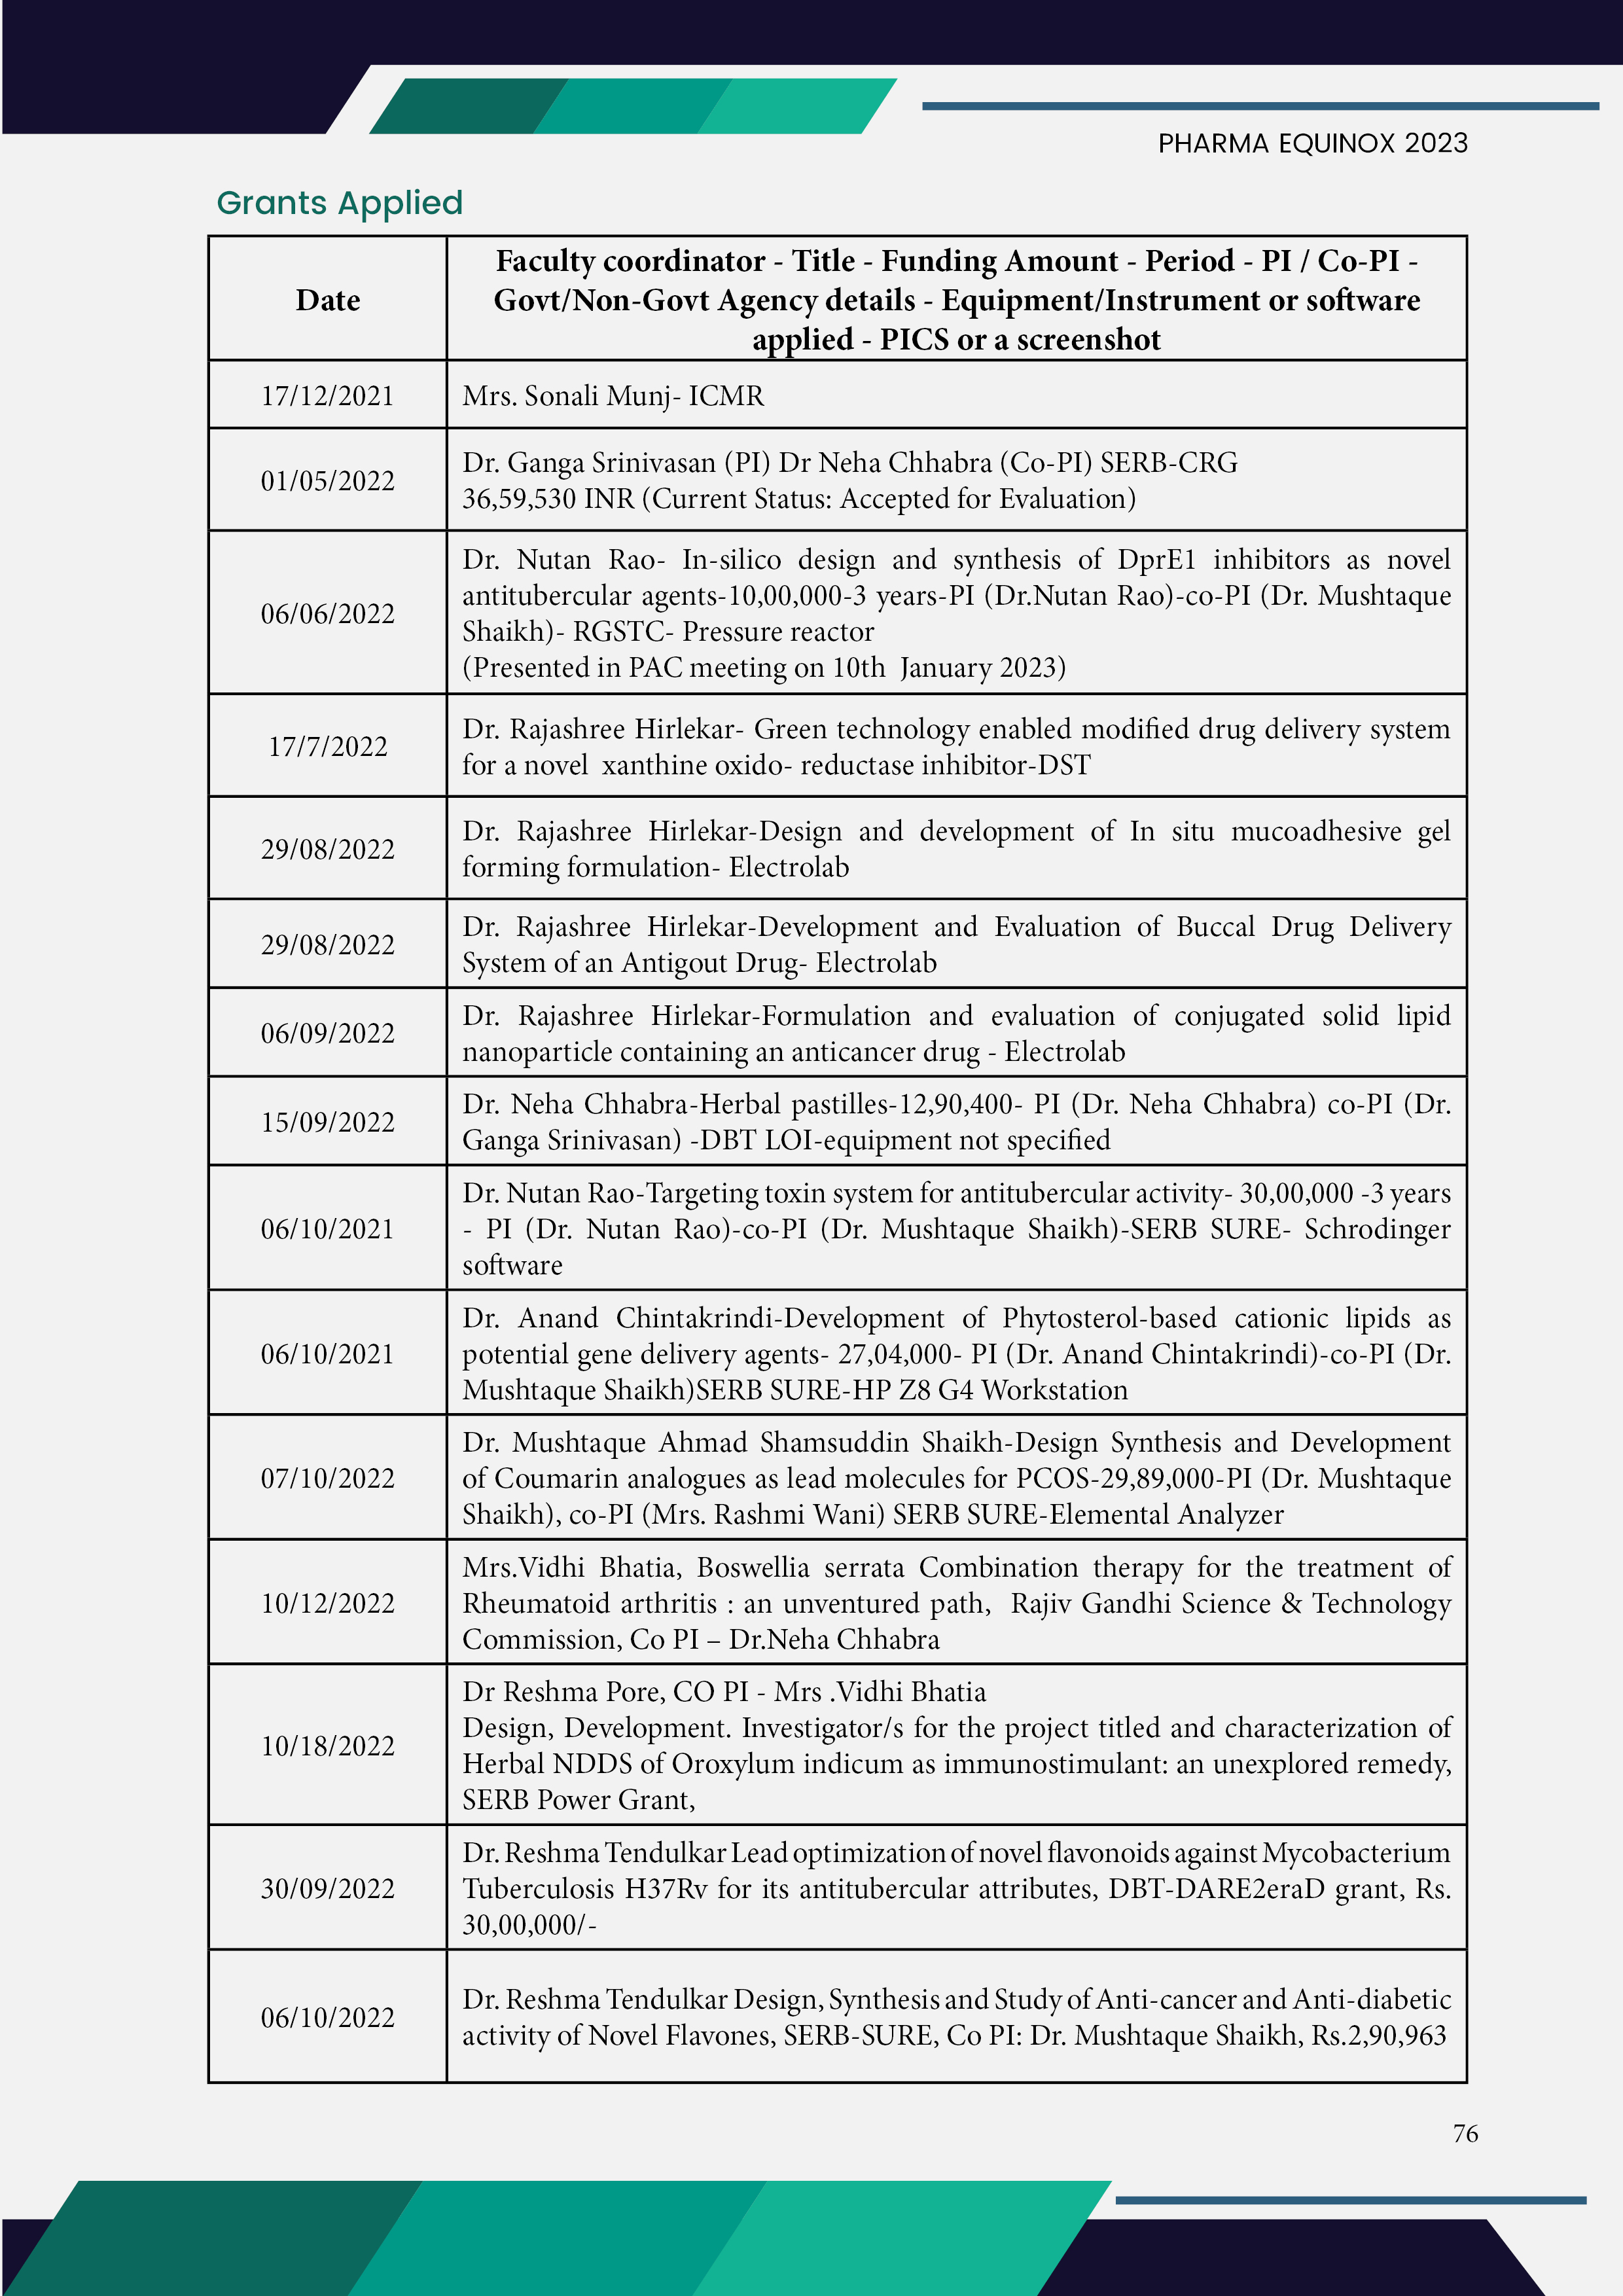 PHARMA EQUINOX 2023
Grants Applied
Date
Faculty coordinator - Title - Funding Amount - Period - PI / Co-PI -
Govt/Non-Govt Agency details - Equipment/Instrument or software
applied - PICS or a screenshot
17/12/2021
Mrs. Sonali Munj- ICMR
01/05/2022
Dr. Ganga Srinivasan (PI) Dr Neha Chhabra (Co-PI) SERB-CRG
36,59,530 INR (Current Status: Accepted for Evaluation)
06/06/2022
Dr. Nutan Rao- In-silico design and synthesis of DprE1 inhibitors as novel
antitubercular agents-10,00,000-3 years-PI (Dr.Nutan Rao)-co-PI (Dr. Mushtaque
Shaikh)- RGSTC- Pressure reactor
(Presented in PAC meeting on 10th January 2023)
17/7/2022
Dr. Rajashree Hirlekar- Green technology enabled modified drug delivery system
for a novel xanthine oxido- reductase inhibitor-DST
29/08/2022
Dr. Rajashree Hirlekar-Design and development of In situ mucoadhesive gel
forming formulation- Electrolab
29/08/2022
Dr. Rajashree Hirlekar-Development and Evaluation of Buccal Drug Delivery
System of an Antigout Drug- Electrolab
06/09/2022
Dr. Rajashree Hirlekar-Formulation and evaluation of conjugated solid lipid
nanoparticle containing an anticancer drug - Electrolab
15/09/2022
Dr. Neha Chhabra-Herbal pastilles-12,90,400- PI (Dr. Neha Chhabra) co-PI (Dr.
Ganga Srinivasan) -DBT LOI-equipment not specified
06/10/2021
Dr. Nutan Rao-Targeting toxin system for antitubercular activity- 30,00,000 -3 years
- PI (Dr. Nutan Rao)-co-PI (Dr. Mushtaque Shaikh)-SERB SURE- Schrodinger
software
06/10/2021
Dr. Anand Chintakrindi-Development of Phytosterol-based cationic lipids as
potential gene delivery agents- 27,04,000- PI (Dr. Anand Chintakrindi)-co-PI (Dr.
Mushtaque Shaikh)SERB SURE-HP Z8 G4 Workstation
07/10/2022
Dr. Mushtaque Ahmad Shamsuddin Shaikh-Design Synthesis and Development
of Coumarin analogues as lead molecules for PCOS-29,89,000-PI (Dr. Mushtaque
Shaikh), co-PI (Mrs. Rashmi Wani) SERB SURE-Elemental Analyzer
10/12/2022
Mrs.Vidhi Bhatia, Boswellia serrata Combination therapy for the treatment of
Rheumatoid arthritis : an unventured path, Rajiv Gandhi Science & Technology
Commission, Co PI – Dr.Neha Chhabra
10/18/2022
Dr Reshma Pore, CO PI - Mrs .Vidhi Bhatia
Design, Development. Investigator/s for the project titled and characterization of
Herbal NDDS of Oroxylum indicum as immunostimulant: an unexplored remedy,
SERB Power Grant,
30/09/2022
Dr. Reshma Tendulkar Lead optimization of novel flavonoids against Mycobacterium
Tuberculosis H37Rv for its antitubercular attributes, DBT-DARE2eraD grant, Rs.
30,00,000/-
06/10/2022
Dr. Reshma Tendulkar Design, Synthesis and Study of Anti-cancer and Anti-diabetic
activity of Novel Flavones, SERB-SURE, Co PI: Dr. Mushtaque Shaikh, Rs.2,90,963
76